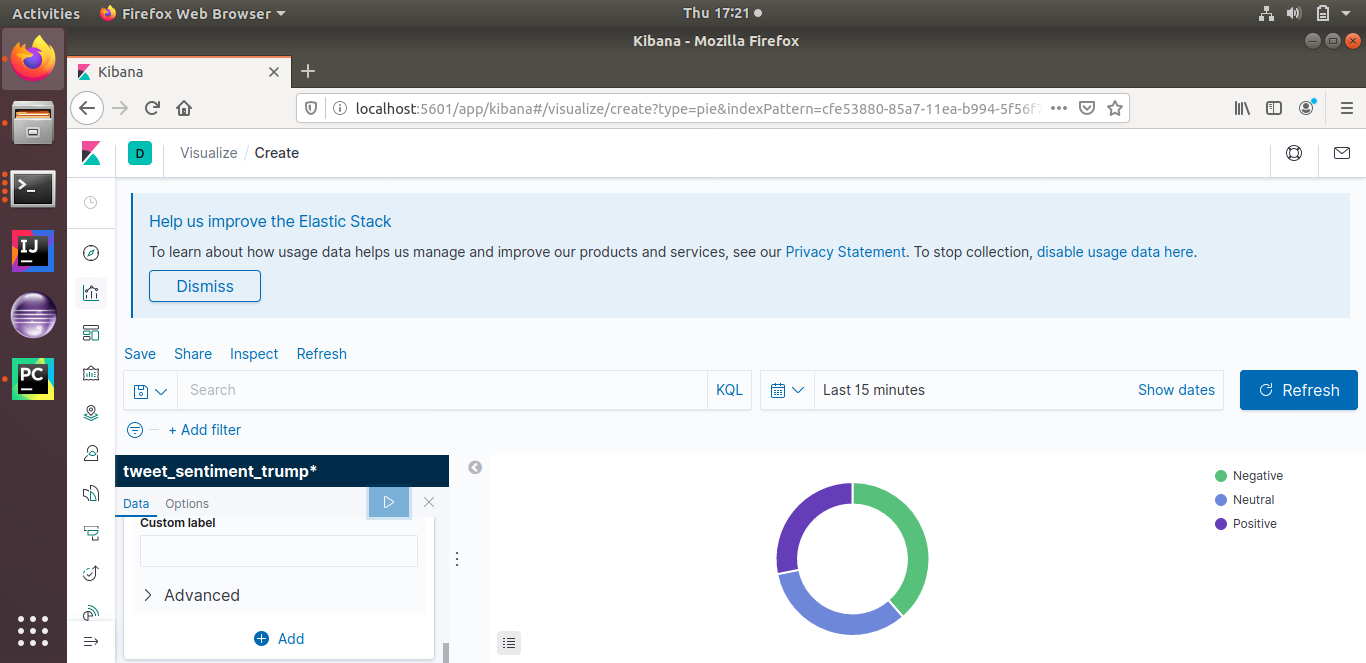 Activities Firefox Web Browser Thu 17:21
Kibana - Mozilla Firefox
Kibana
localhost:5601/app/kibana#/visualize/create?type=pie&indexPattern=cfe53880-85a7-11ea-b994-5f56f7
D Visualize / Create
Help us improve the Elastic Stack
To learn about how usage data helps us manage and improve our products and services, see our Privacy Statement. To stop collection, disable usage data here.
Dismiss
Save Share Inspect Refresh
Search KQL Last 15 minutes Show dates Refresh
+ Add filter
tweet_sentiment_trump*
Data Options
Custom label
Advanced
Add
Negative
Neutral
Positive
IJ
PC